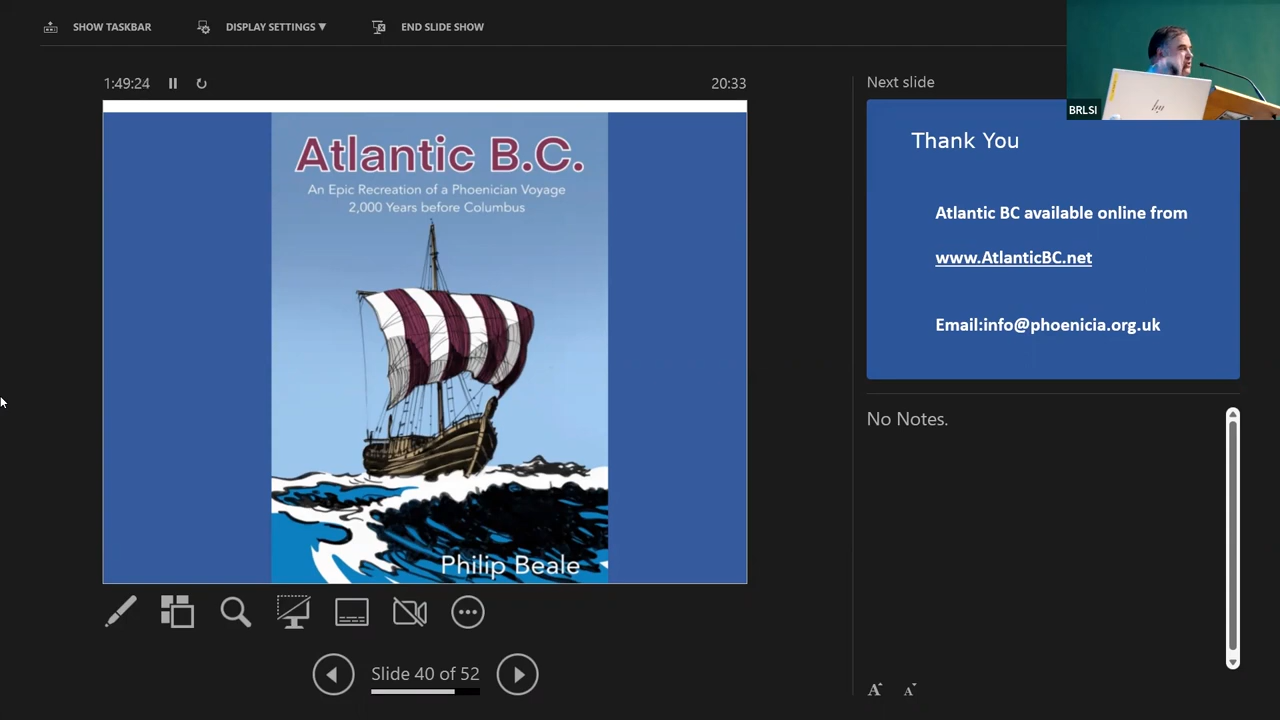 SHOW TASKBAR
DISPLAY SETTINGS ▼
END SLIDE SHOW
1:49:24
20:33
Atlantic B.C.
An Epic Recreation of a Phoenician Voyage
2,000 Years before Columbus
Philip Beale
Slide 40 of 52
Next slide
BRLSI
hp
Thank You
Atlantic BC available online from
www.AtlanticBC.net
Email:info@phoenicia.org.uk
No Notes.
A
A